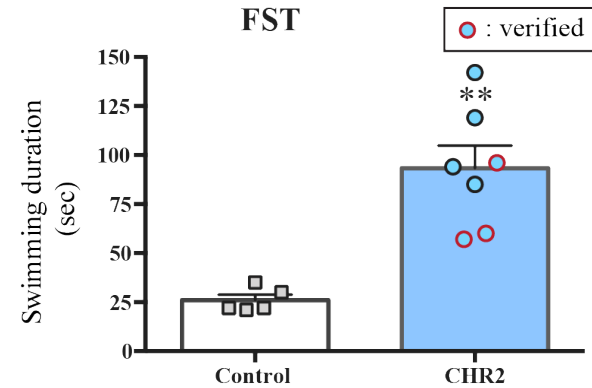 FST
: verified
150
125
100
75
50
25
0
Swimming duration
(sec)
**
Control
CHR2